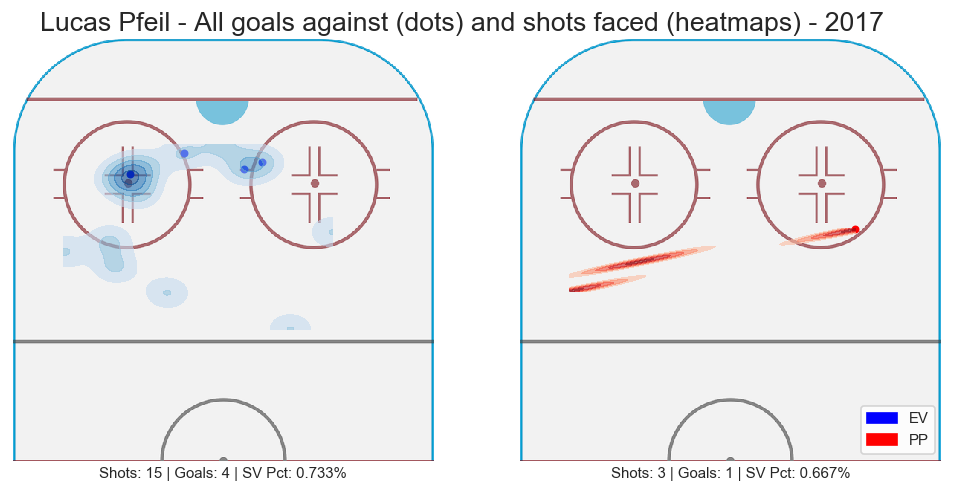 Lucas Pfeil - All goals against (dots) and shots faced (heatmaps) - 2017
EV
PP
Shots: 15 | Goals: 4 | SV Pct: 0.733%
Shots: 3 | Goals: 1 | SV Pct: 0.667%